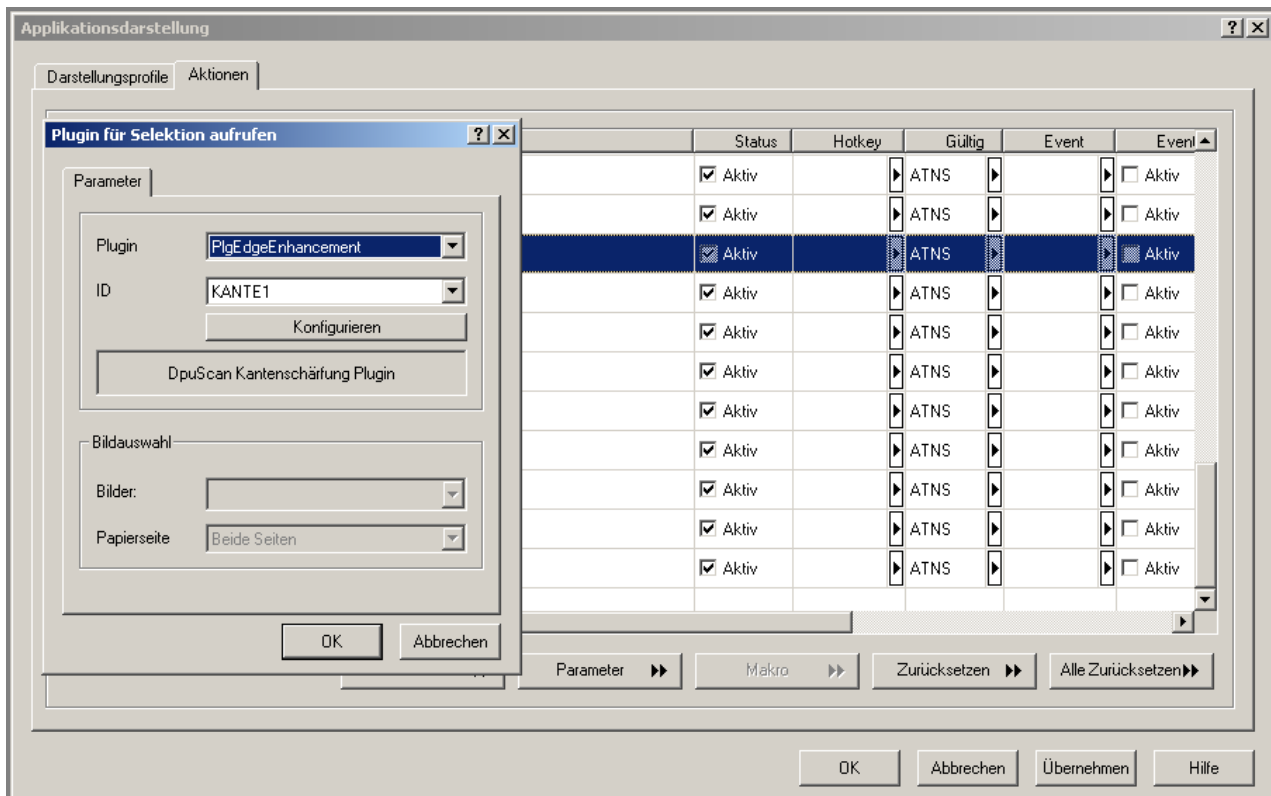 Applikationsdarstellung
Darstellungsprofile Aktionen
Plugin für Selektion aufrufen
Parameter
Plugin PlgEdgeEnhancement
ID KANTE1
Konfigurieren
DpuScan Kantenschärfung Plugin
Bildauswahl
Bilder:
Papierseite Beide Seiten
OK Abbrechen
Status Hotkey Gültig Event Event
Aktiv ATNS Aktiv
Aktiv ATNS Aktiv
Aktiv ATNS Aktiv
Aktiv ATNS Aktiv
Aktiv ATNS Aktiv
Aktiv ATNS Aktiv
Aktiv ATNS Aktiv
Aktiv ATNS Aktiv
Aktiv ATNS Aktiv
Aktiv ATNS Aktiv
Aktiv ATNS Aktiv
Parameter Makro Zurücksetzen Alle Zurücksetzen
OK Abbrechen Übernehmen Hilfe